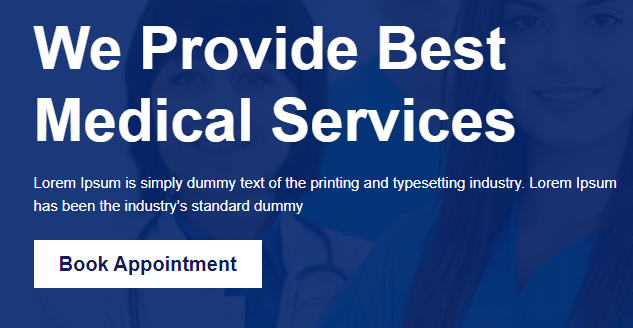 We Provide Best
Medical Services
Lorem Ipsum is simply dummy text of the printing and typesetting industry. Lorem Ipsum
has been the industry's standard dummy
Book Appointment